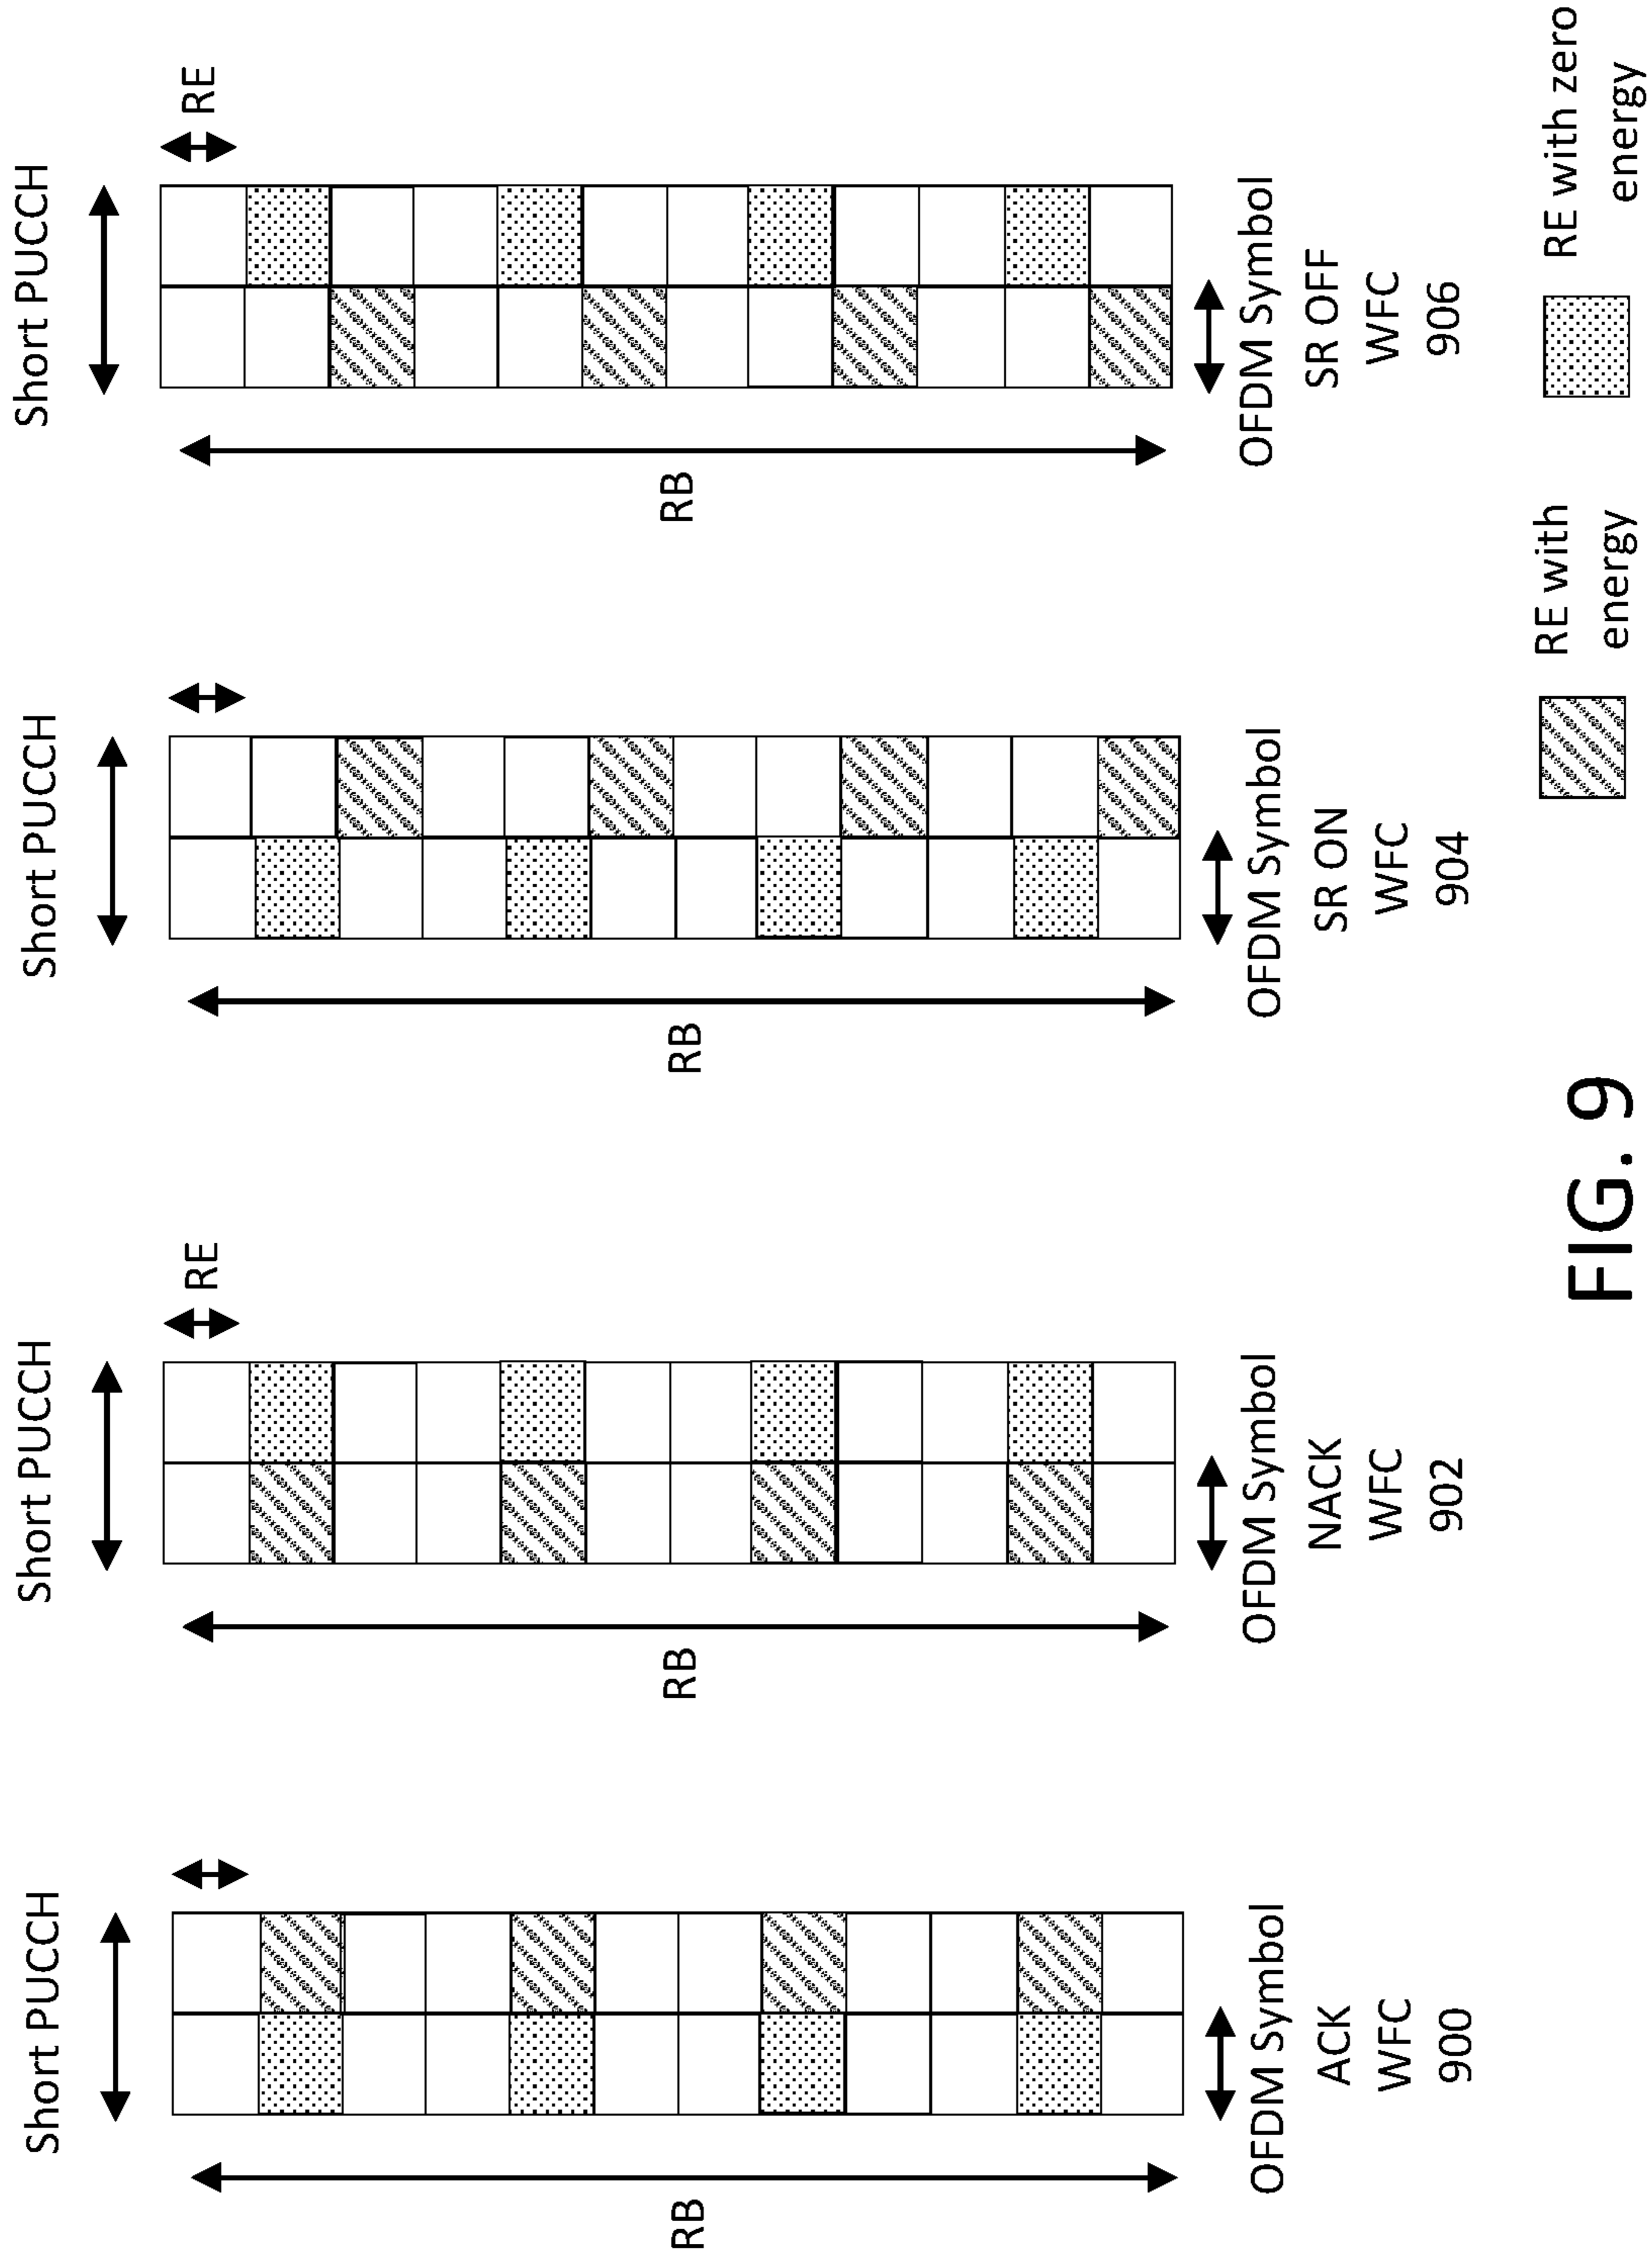 Short PUCCH
RB
OFDM Symbol
ACK
WFC
900
Short PUCCH
RE
RB
OFDM Symbol
NACK
WFC
902
Short PUCCH
RB
OFDM Symbol
SR ON
WFC
904
Short PUCCH
RE
RB
OFDM Symbol
SR OFF
WFC
906
RE with
energy
RE with zero
energy
FIG. 9